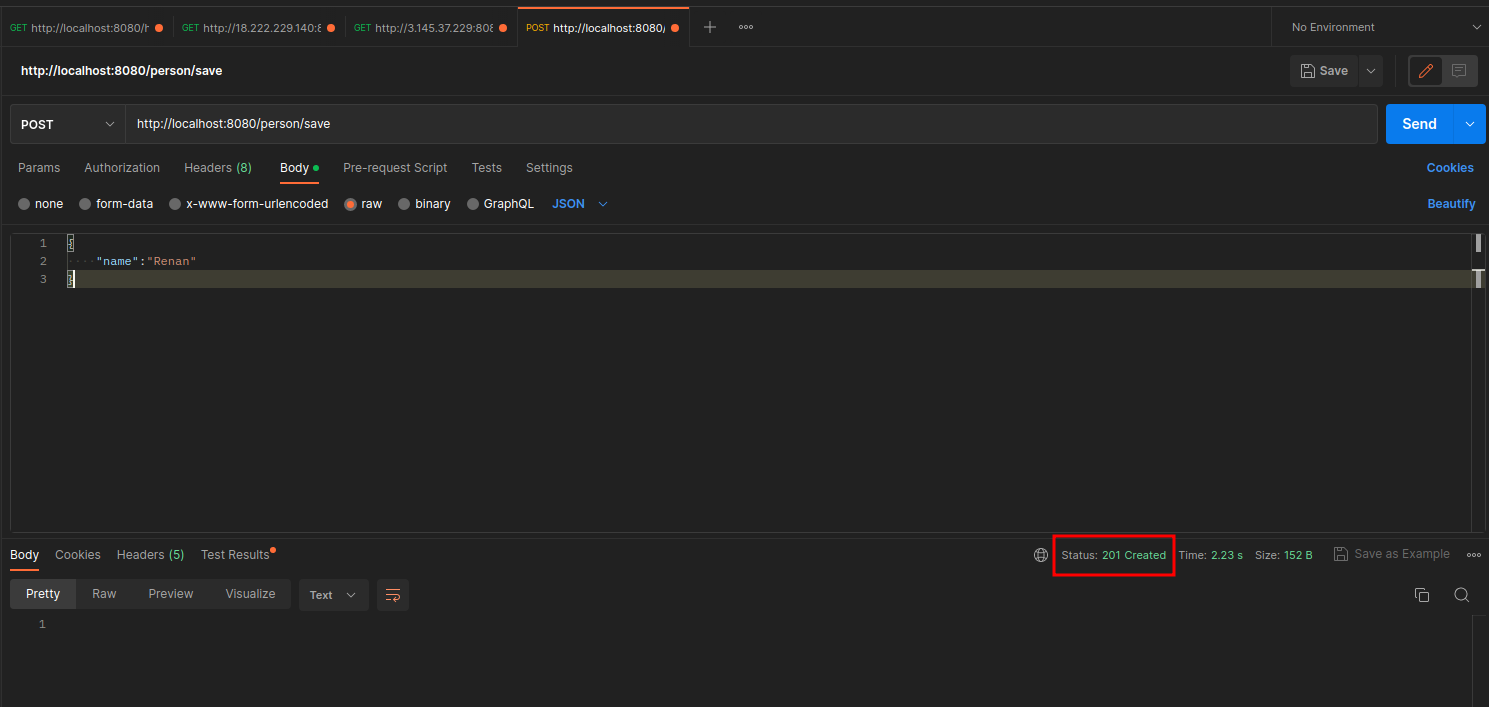 GET http://localhost:8080/h GET http://18.222.229.140:8 GET http://3.145.37.229:808 POST http://localhost:8080/ No Environment
http://localhost:8080/person/save Save
POST http://localhost:8080/person/save Send
Params Authorization Headers (8) Body Pre-request Script Tests Settings Cookies
none form-data x-www-form-urlencoded raw binary GraphQL JSON Beautify
1 {
2 "name":"Renan"
3 }
Body Cookies Headers (5) Test Results Status: 201 Created Time: 2.23 s Size: 152 B Save as Example
Pretty Raw Preview Visualize Text
1